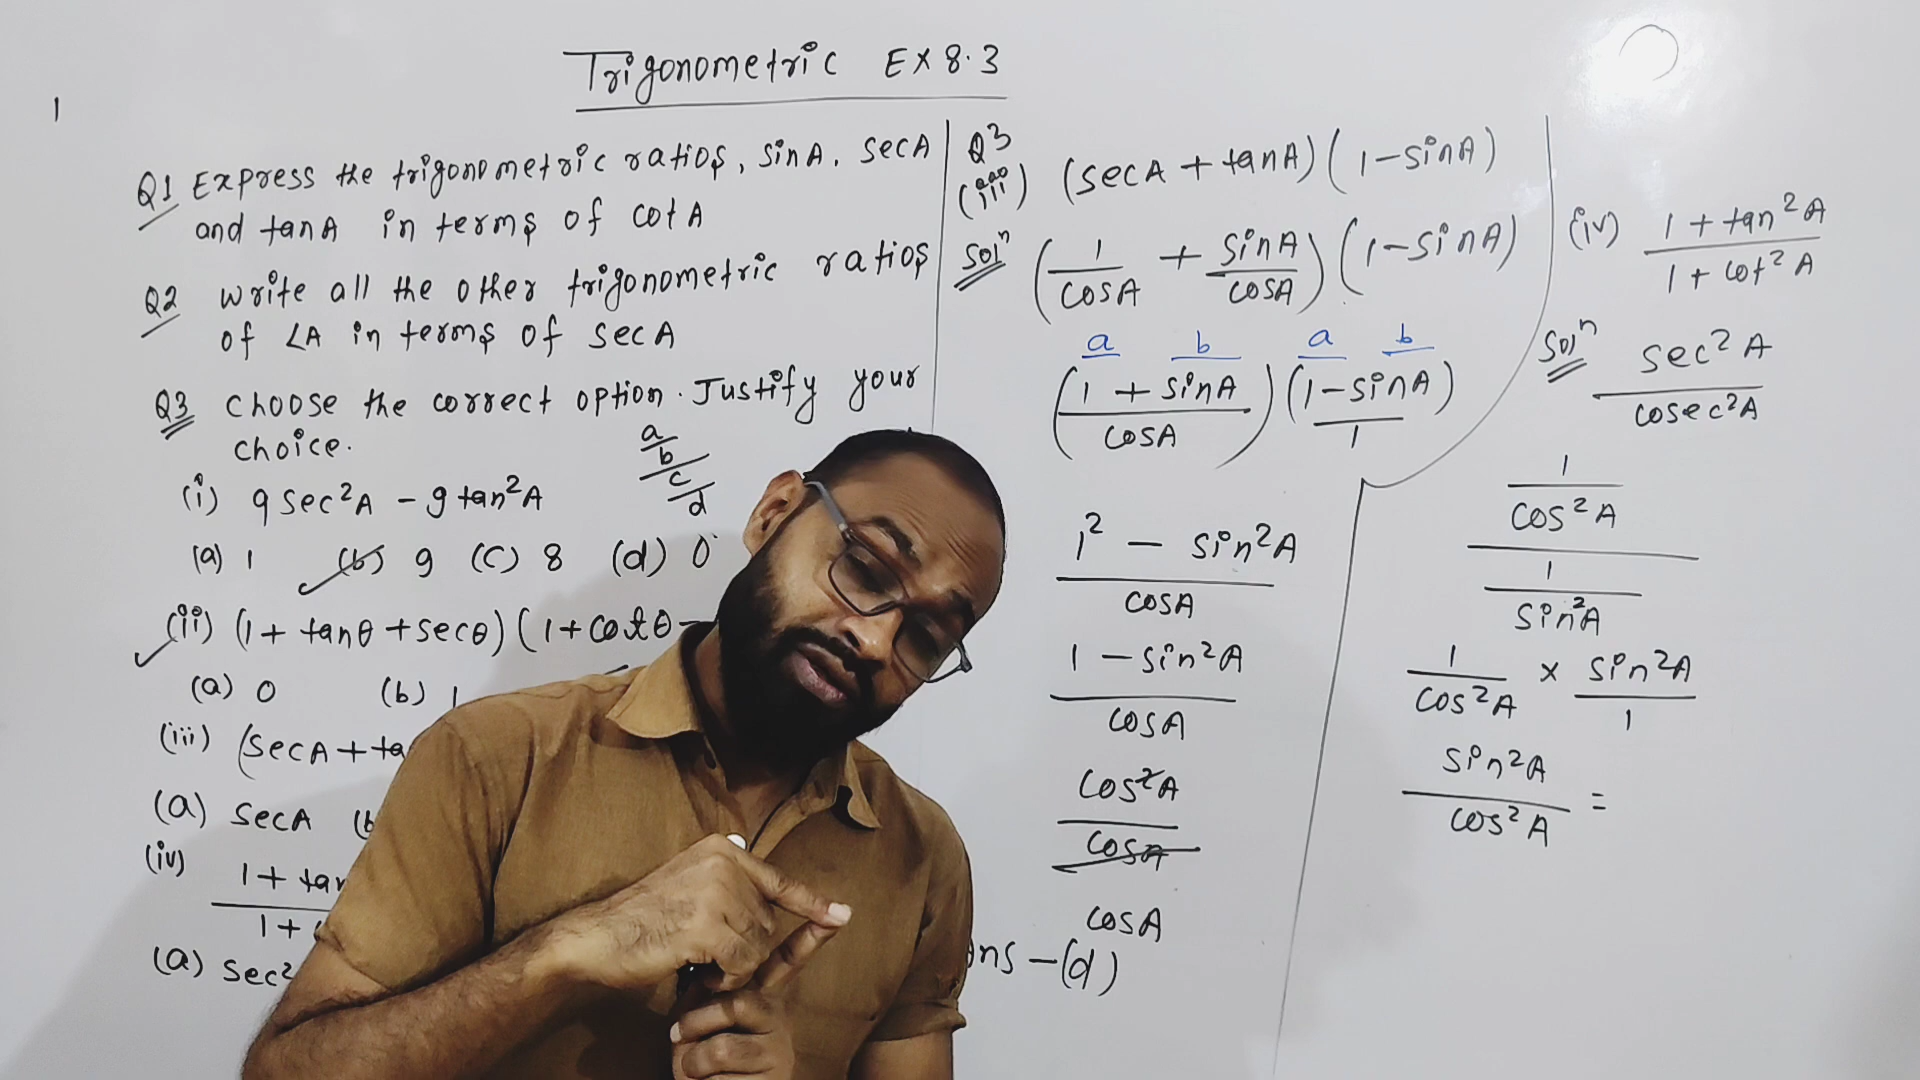 Trigonometric Ex 8.3
Q1 Express the trigonometric ratios, sinA, secA
and tanA in terms of cotA
Q2 write all the other trigonometric ratios
of ∠A in terms of secA
Q3 choose the correct option. Justify your
choice.
a/b
c/d
(i) 9 sec²A - 9 tan²A
(a) 1 (b) 9 (c) 8 (d) 0
(ii) (1 + tanθ + secθ)(1 + cotθ -
(a) 0 (b) 1
(iii) (secA + ta
(a) secA (b
(iv)
1 + tan
1 +
(a) sec²
Q3
(iii) (secA + tanA)(1 - sinA)
Solⁿ (1/cosA + sinA/cosA)(1 - sinA)
a b a b
(1 + sinA / cosA)(1 - sinA / 1)
1² - sin²A
cosA
1 - sin²A
cosA
cos²A
cosA
cosA
Ans - (d)
(iv) 1 + tan²A
1 + cot²A
Solⁿ sec²A
cosec²A
1
cos²A
1
sin²A
1/cos²A × sin²A/1
sin²A
cos²A =